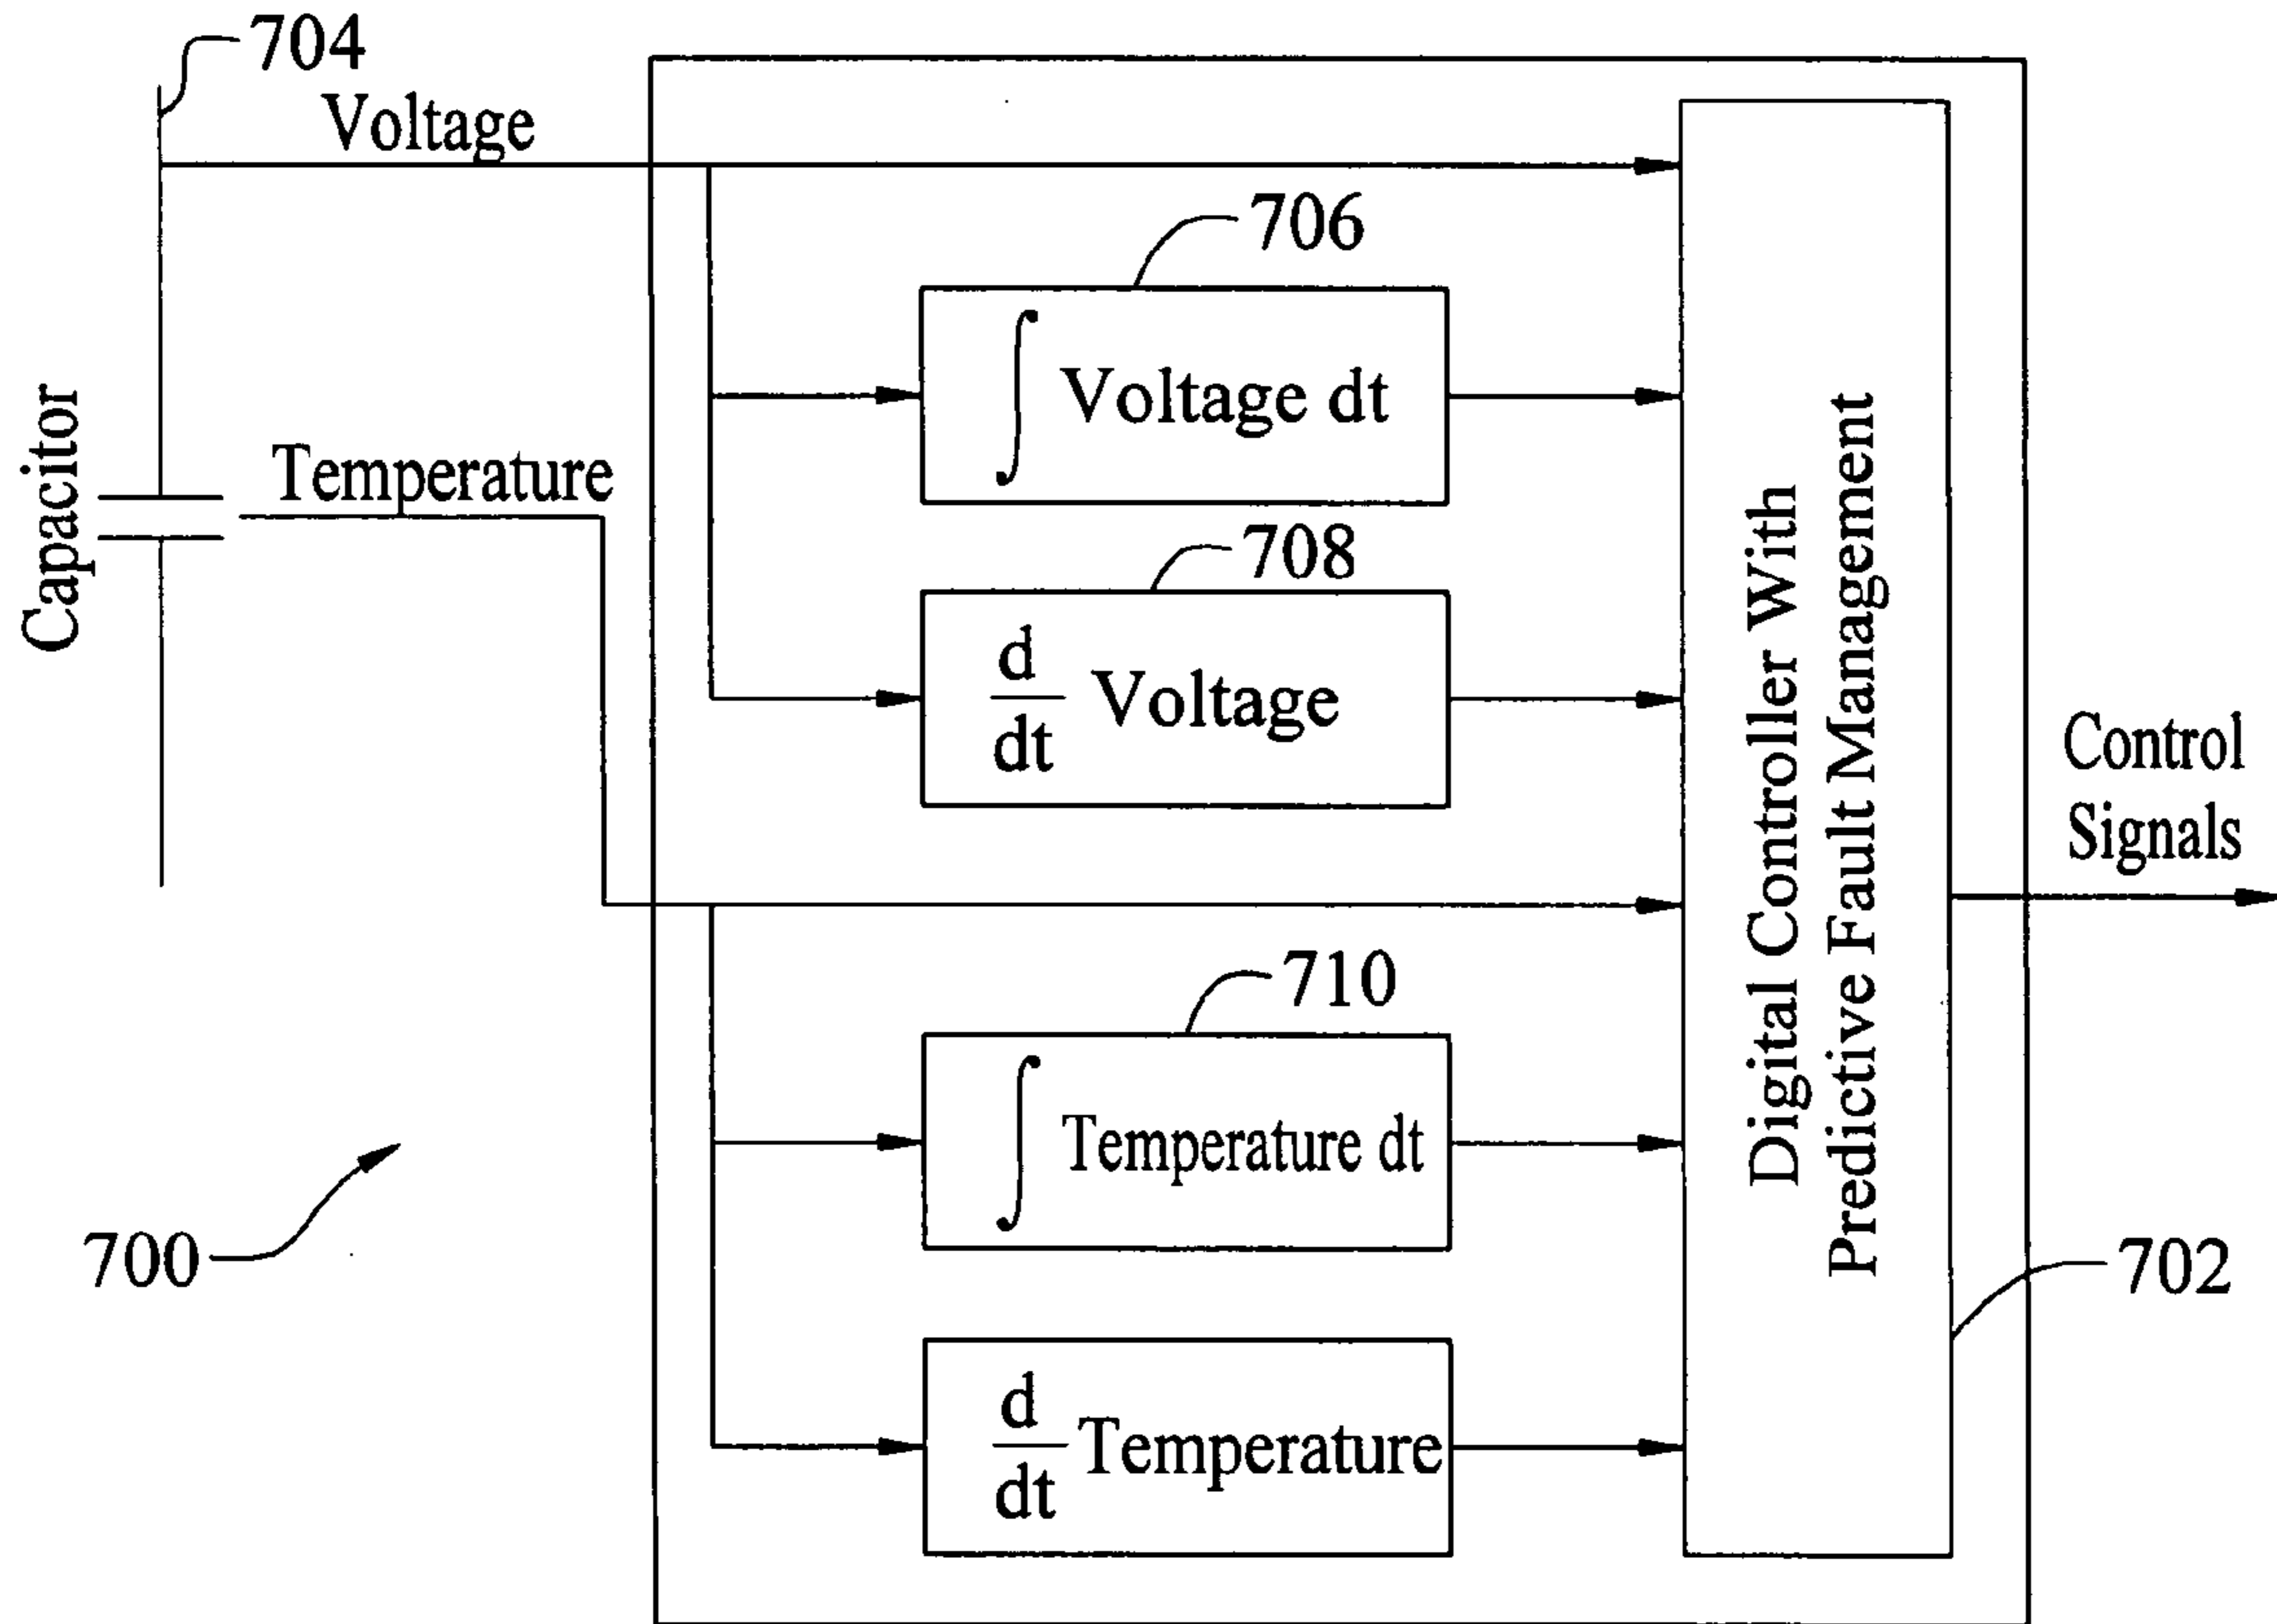 704
Voltage
706
∫ Voltage dt
Capacitor
Temperature
708
d/dt Voltage
Digital Controller With
Predictive Fault Management
Control
Signals
710
∫ Temperature dt
700
702
d/dt Temperature